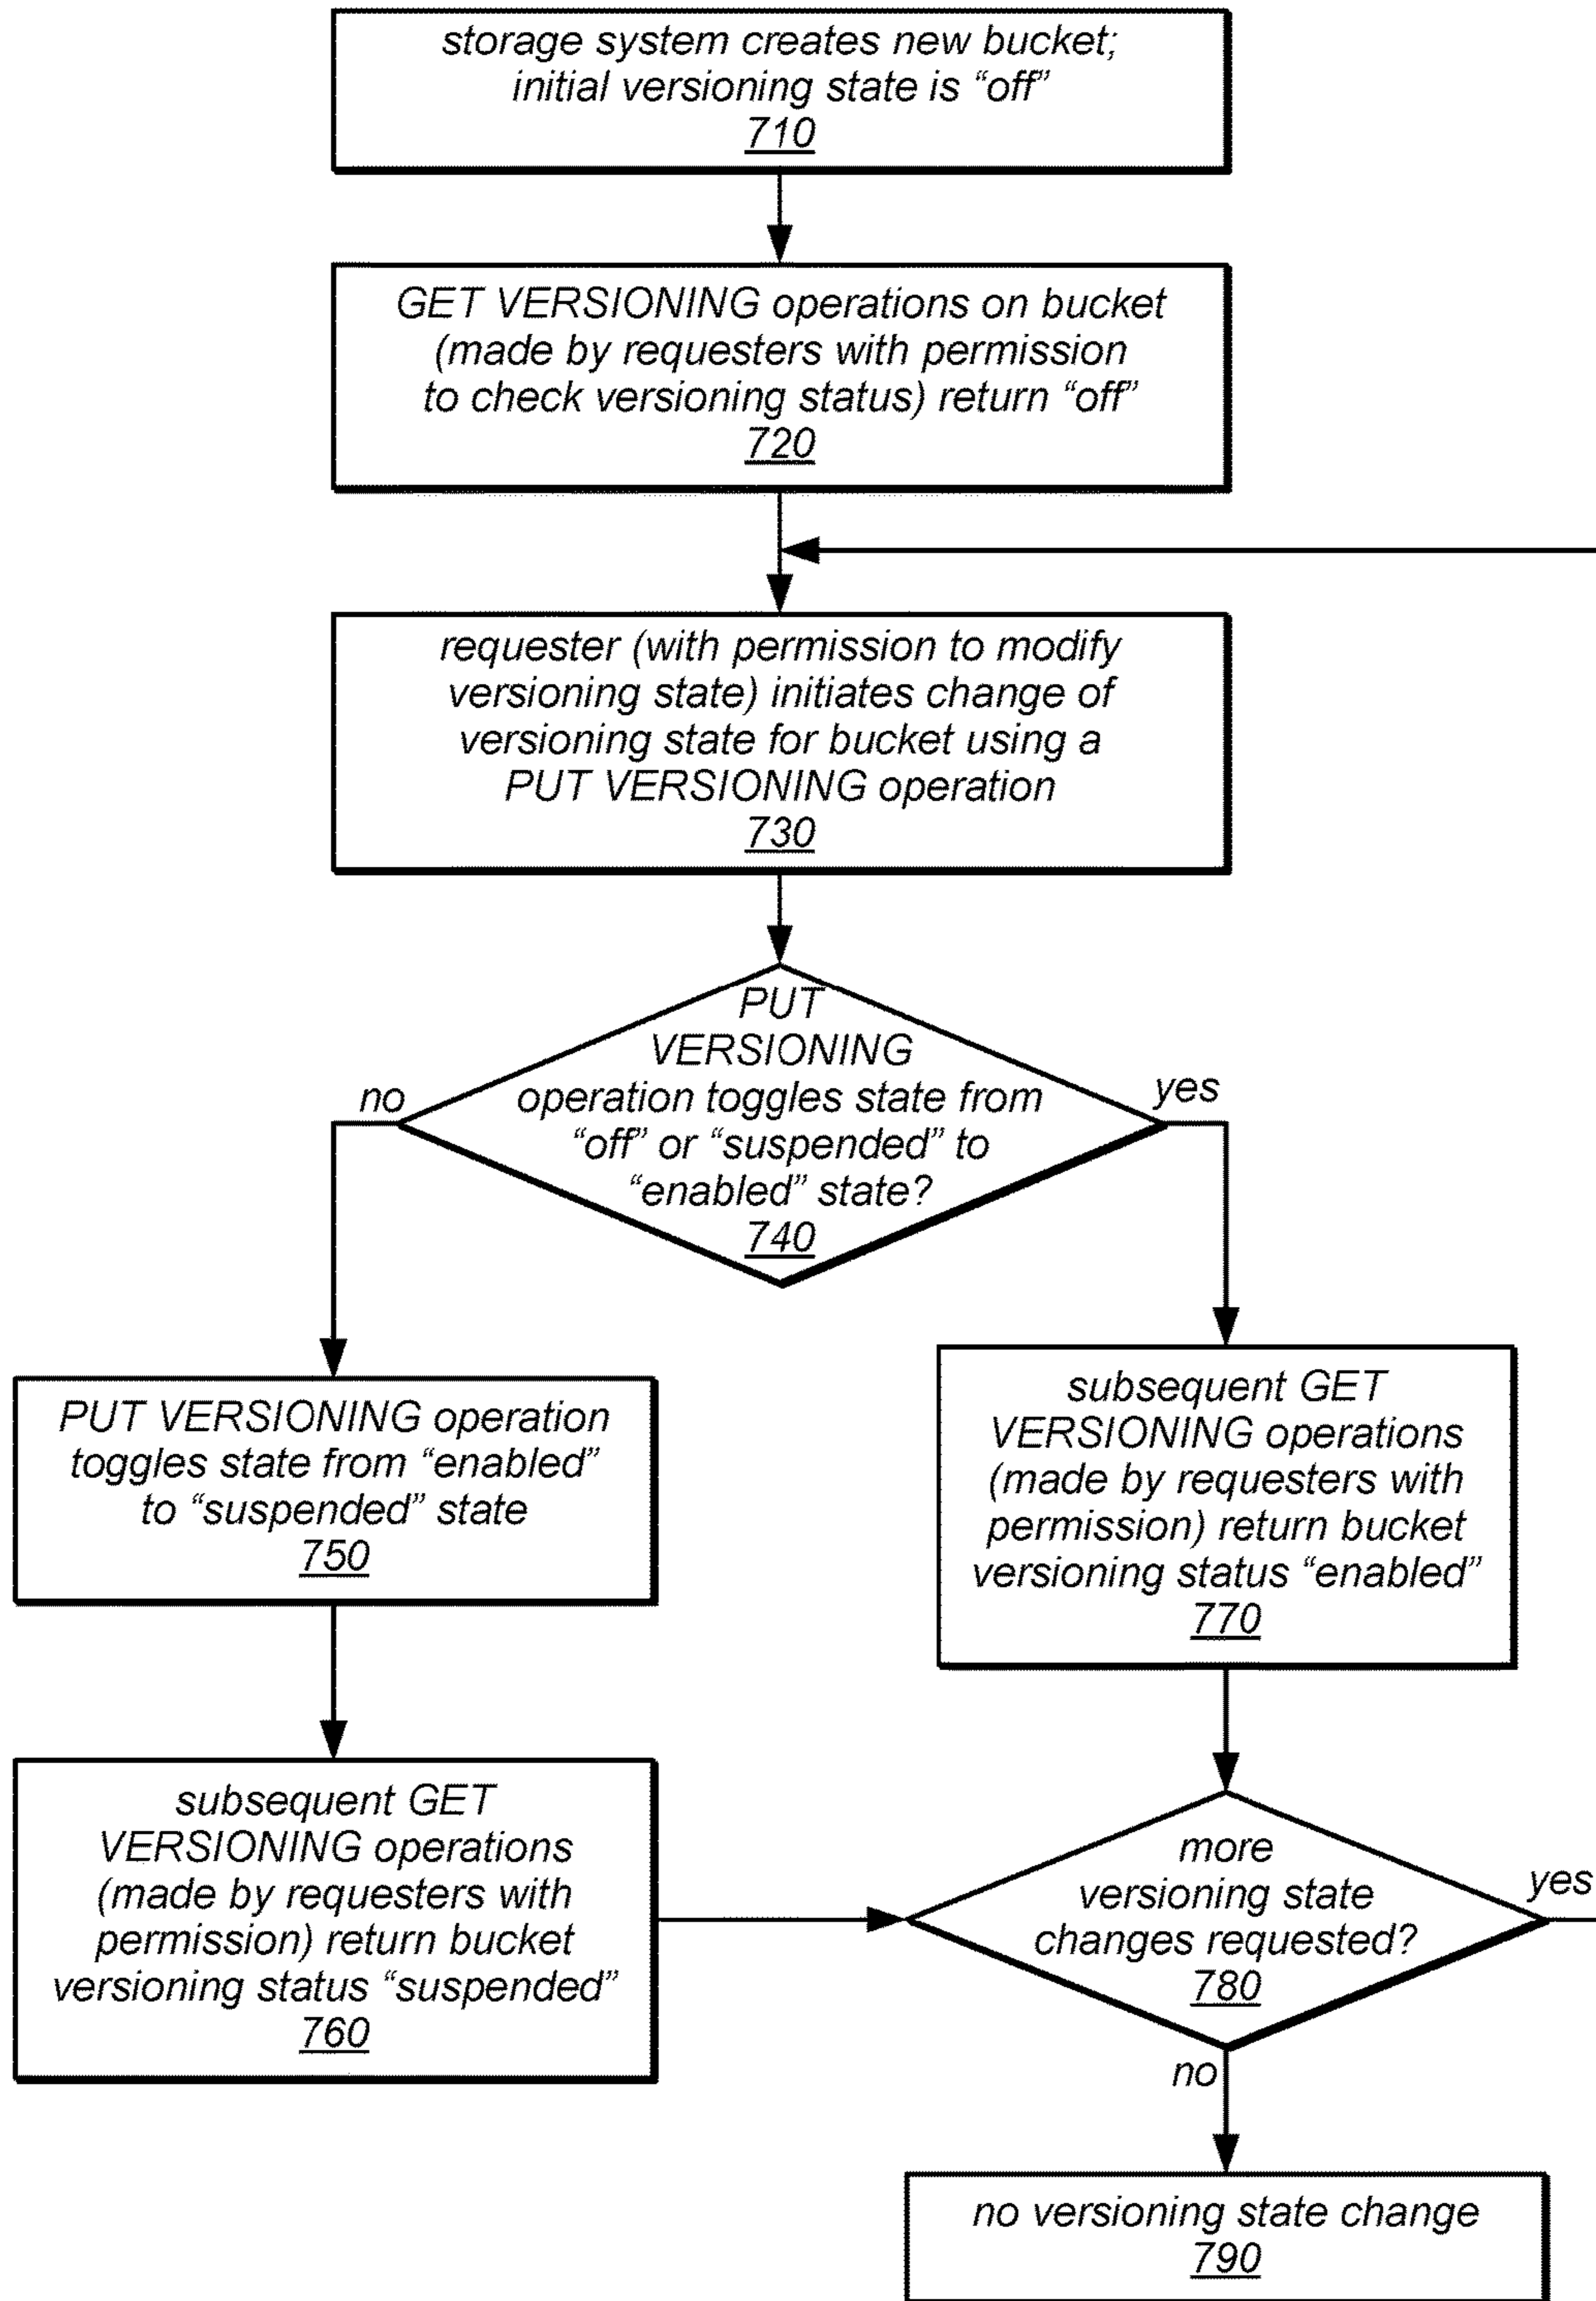 storage system creates new bucket;
initial versioning state is “off”
710
GET VERSIONING operations on bucket
(made by requesters with permission
to check versioning status) return “off”
720
requester (with permission to modify
versioning state) initiates change of
versioning state for bucket using a
PUT VERSIONING operation
730
PUT
VERSIONING
operation toggles state from
“off” or “suspended” to
“enabled” state?
740
no
yes
PUT VERSIONING operation
toggles state from “enabled”
to “suspended” state
750
subsequent GET
VERSIONING operations
(made by requesters with
permission) return bucket
versioning status “enabled”
770
subsequent GET
VERSIONING operations
(made by requesters with
permission) return bucket
versioning status “suspended”
760
more
versioning state
changes requested?
780
yes
no
no versioning state change
790